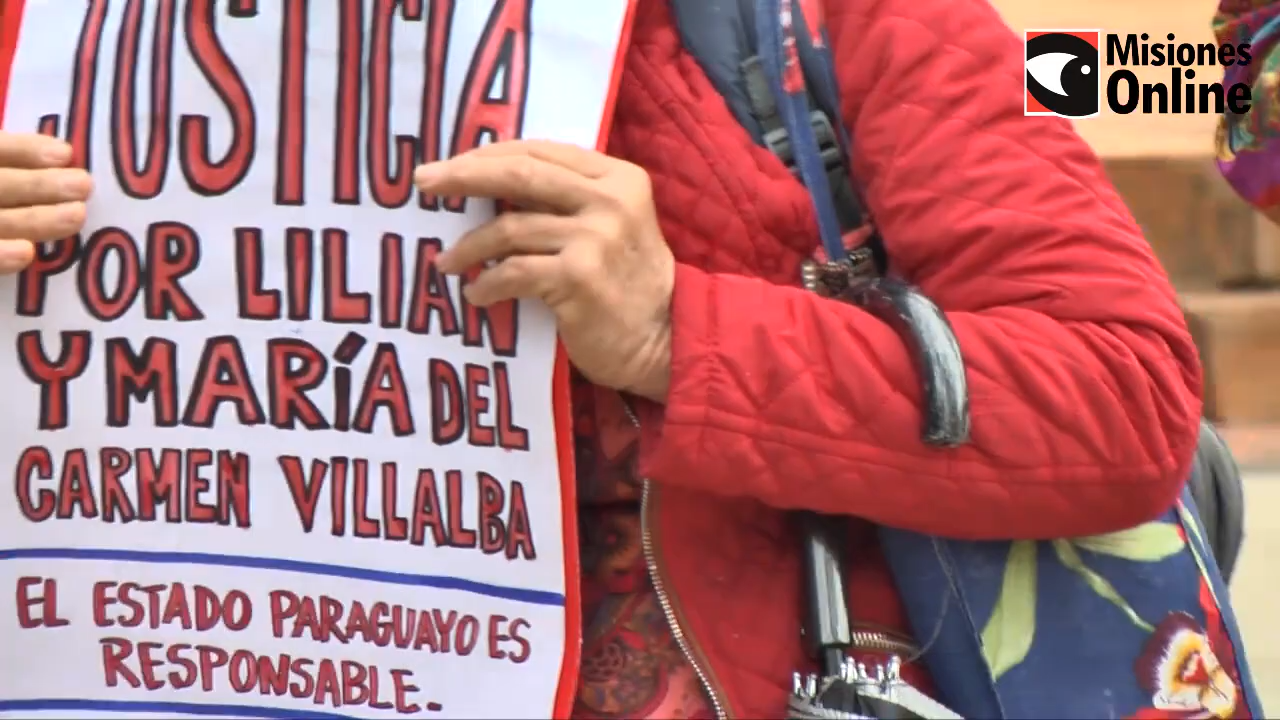 JUSTICIA
POR LILIAN
Y MARÍA DEL
CARMEN VILLALBA
EL ESTADO PARAGUAYO ES
RESPONSABLE.-
Misiones
Online